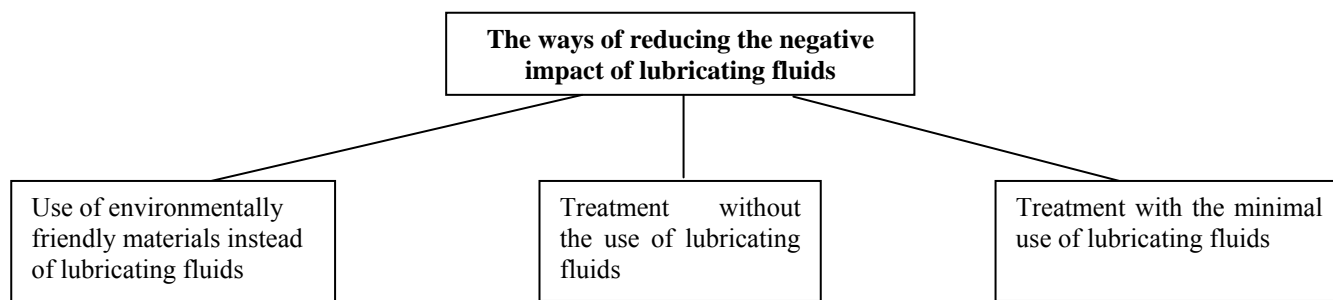 The ways of reducing the negative
impact of lubricating fluids
Use of environmentally
friendly materials instead
of lubricating fluids
Treatment without
the use of lubricating
fluids
Treatment with the minimal
use of lubricating fluids